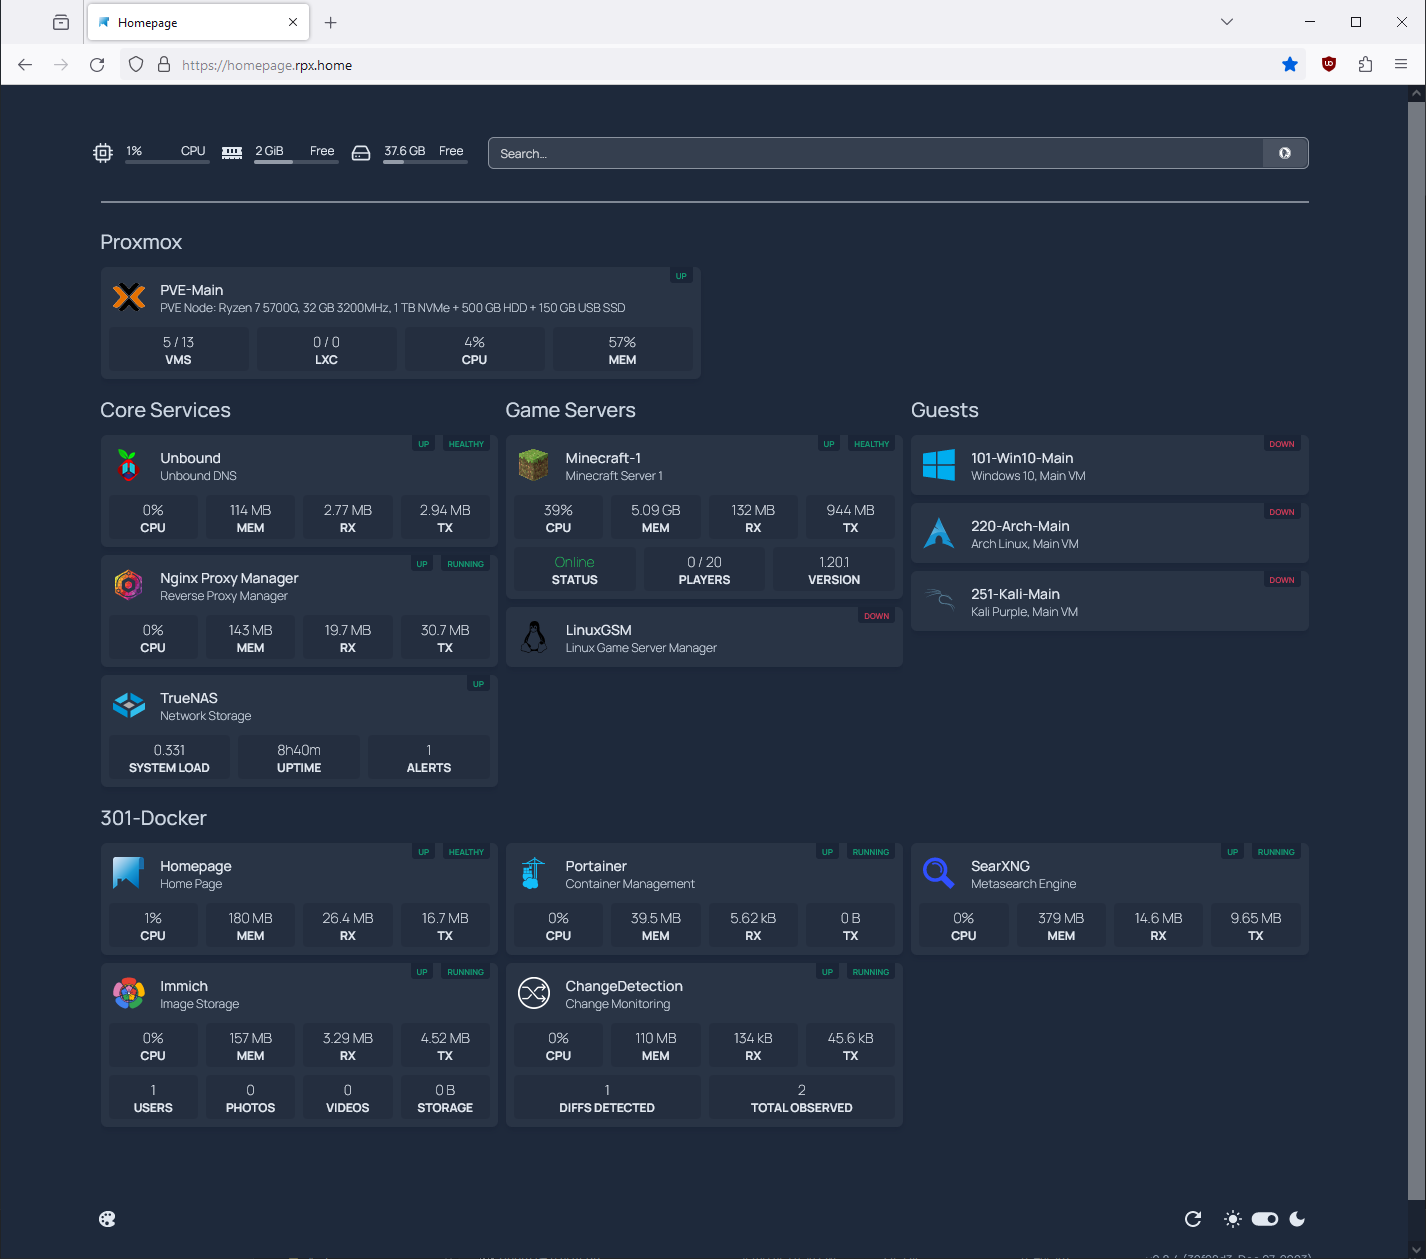 Homepage
https://homepage.rpx.home
1% CPU 2 GiB Free 37.6 GB Free Search...
Proxmox
UP
PVE-Main
PVE Node: Ryzen 7 5700G, 32 GB 3200MHz, 1 TB NVMe + 500 GB HDD + 150 GB USB SSD
5 / 13 0 / 0 4% 57%
VMS LXC CPU MEM
Core Services
UP HEALTHY
Unbound
Unbound DNS
0% 114 MB 2.77 MB 2.94 MB
CPU MEM RX TX
UP RUNNING
Nginx Proxy Manager
Reverse Proxy Manager
0% 143 MB 19.7 MB 30.7 MB
CPU MEM RX TX
UP
TrueNAS
Network Storage
0.331 8h40m 1
SYSTEM LOAD UPTIME ALERTS
Game Servers
UP HEALTHY
Minecraft-1
Minecraft Server 1
39% 5.09 GB 132 MB 944 MB
CPU MEM RX TX
Online 0 / 20 1.20.1
STATUS PLAYERS VERSION
DOWN
LinuxGSM
Linux Game Server Manager
Guests
DOWN
101-Win10-Main
Windows 10, Main VM
DOWN
220-Arch-Main
Arch Linux, Main VM
DOWN
251-Kali-Main
Kali Purple, Main VM
301-Docker
UP HEALTHY
Homepage
Home Page
1% 180 MB 26.4 MB 16.7 MB
CPU MEM RX TX
UP RUNNING
Portainer
Container Management
0% 39.5 MB 5.62 kB 0 B
CPU MEM RX TX
UP RUNNING
SearXNG
Metasearch Engine
0% 379 MB 14.6 MB 9.65 MB
CPU MEM RX TX
UP RUNNING
Immich
Image Storage
0% 157 MB 3.29 MB 4.52 MB
CPU MEM RX TX
1 0 0 0 B
USERS PHOTOS VIDEOS STORAGE
UP RUNNING
ChangeDetection
Change Monitoring
0% 110 MB 134 kB 45.6 kB
CPU MEM RX TX
1 2
DIFFS DETECTED TOTAL OBSERVED